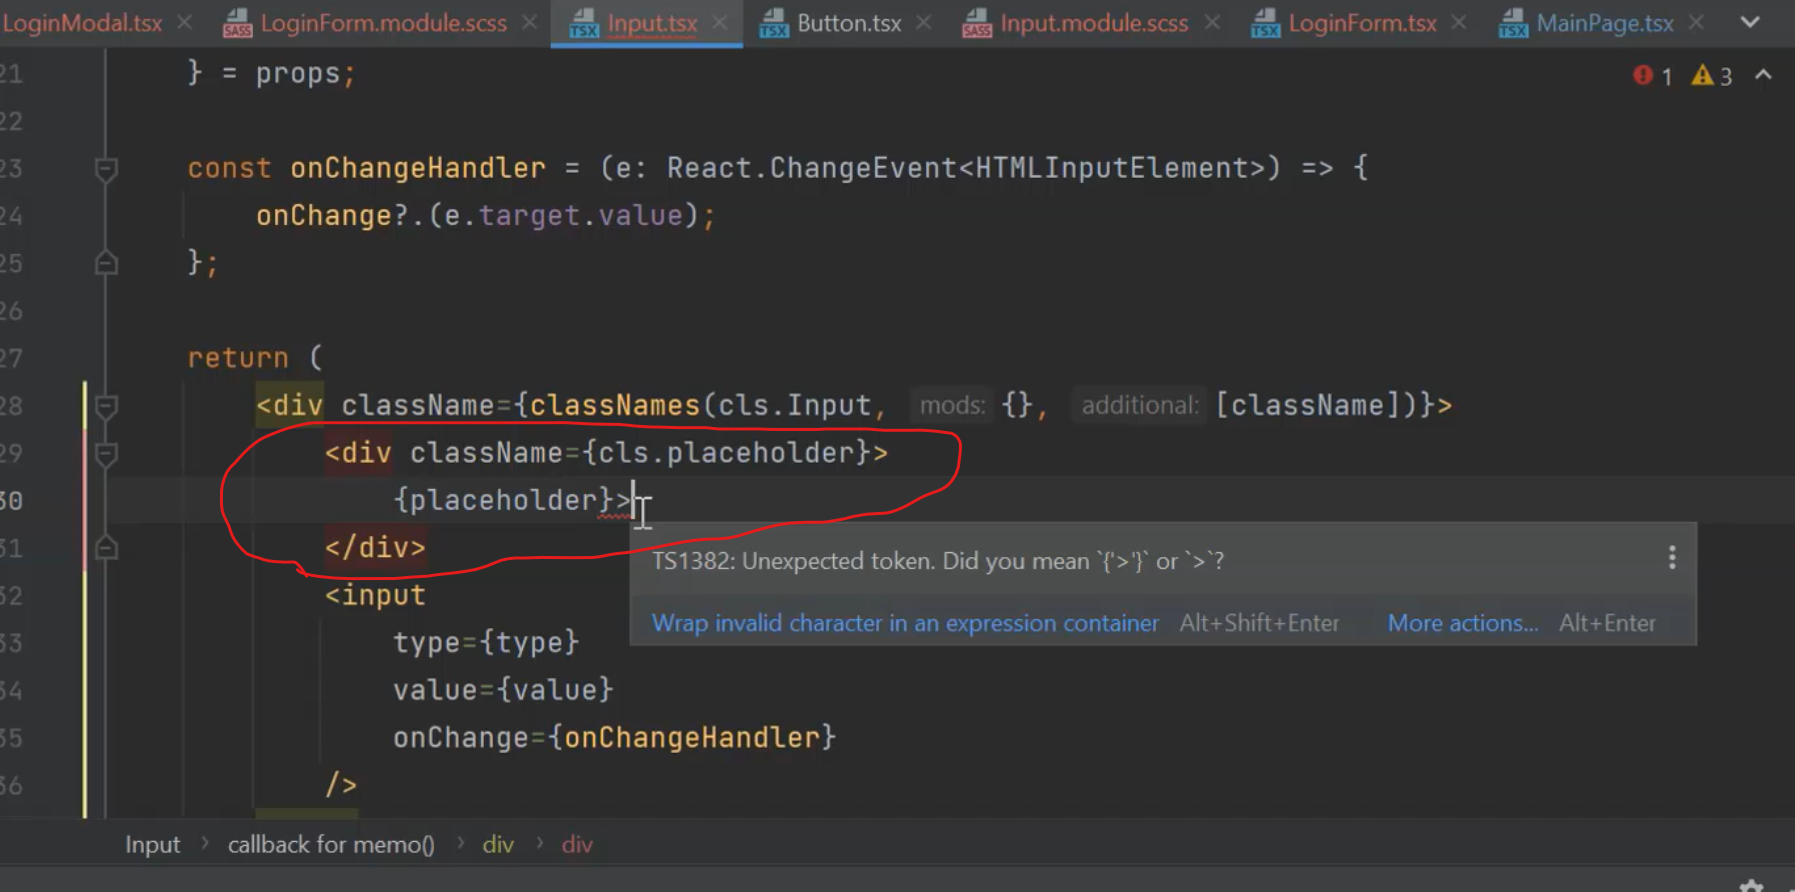 LoginModal.tsx LoginForm.module.scss Input.tsx Button.tsx Input.module.scss LoginForm.tsx MainPage.tsx
21 } = props; 1 3
22
23 const onChangeHandler = (e: React.ChangeEvent<HTMLInputElement>) => {
24 onChange?.(e.target.value);
25 };
26
27 return (
28 <div className={classNames(cls.Input, mods: {}, additional: [className])}>
29 <div className={cls.placeholder}>
30 {placeholder}>
31 </div>
TS1382: Unexpected token. Did you mean `{'>'}` or `>`?
32 <input
Wrap invalid character in an expression container Alt+Shift+Enter More actions... Alt+Enter
33 type={type}
34 value={value}
35 onChange={onChangeHandler}
36 />
Input > callback for memo() > div > div